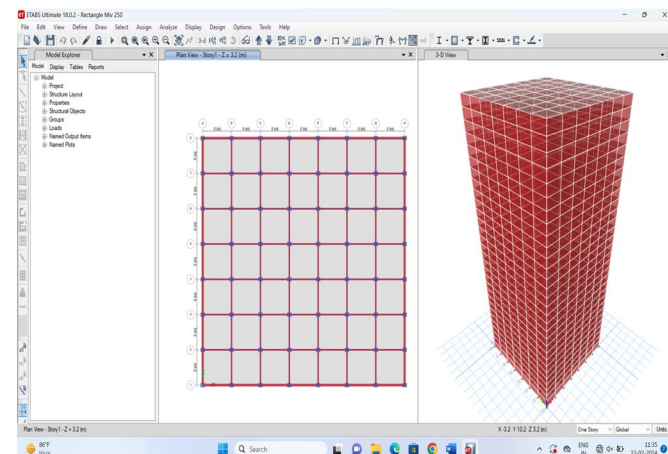 ETABS Ultimate 18.0.2 - Rectangle Miv 250
File Edit View Define Draw Select Assign Analyze Display Design Options Tools Help
Model Explorer
Plan View - Story1 - Z = 3.2 (m)
3-D View
Model Display Tables Reports
Model
Project
Structure Layout
Properties
Structural Objects
Groups
Loads
Named Output Items
Named Plots
Plan View - Story1 - Z = 3.2 (m)
X -3.2 Y 10.2 Z 3.2 (m)
One Story
Global
Units...
86°F
Haze
Search
ENG
IN
11:35
22-02-2024